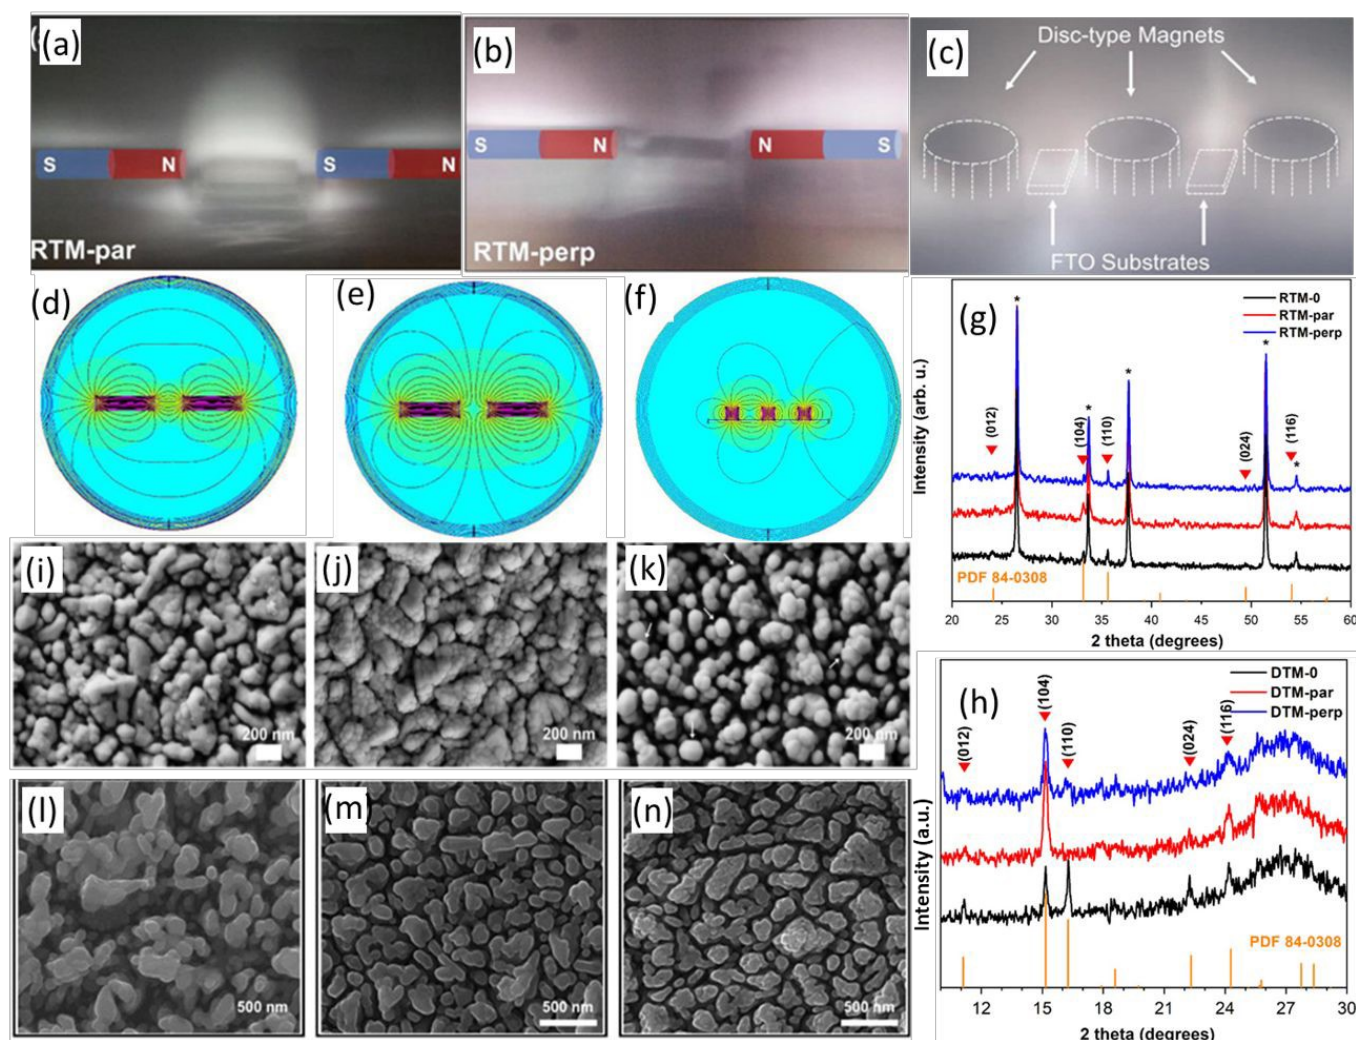 (a)
S
N
S
N
RTM-par
(b)
S
N
N
S
RTM-perp
(c)
Disc-type Magnets
FTO Substrates
(d)
(e)
(f)
(g)
RTM-0
RTM-par
RTM-perp
Intensity (arb. u.)
(012)
*
(104)
*
(110)
*
(024)
*
(116)
*
PDF 84-0308
20 25 30 35 40 45 50 55 60
2 theta (degrees)
(i)
200 nm
(j)
200 nm
(k)
200 nm
(h)
DTM-0
DTM-par
DTM-perp
Intensity (a.u.)
(012)
(104)
(110)
(024)
(116)
PDF 84-0308
12 15 18 21 24 27 30
2 theta (degrees)
(l)
500 nm
(m)
500 nm
(n)
500 nm